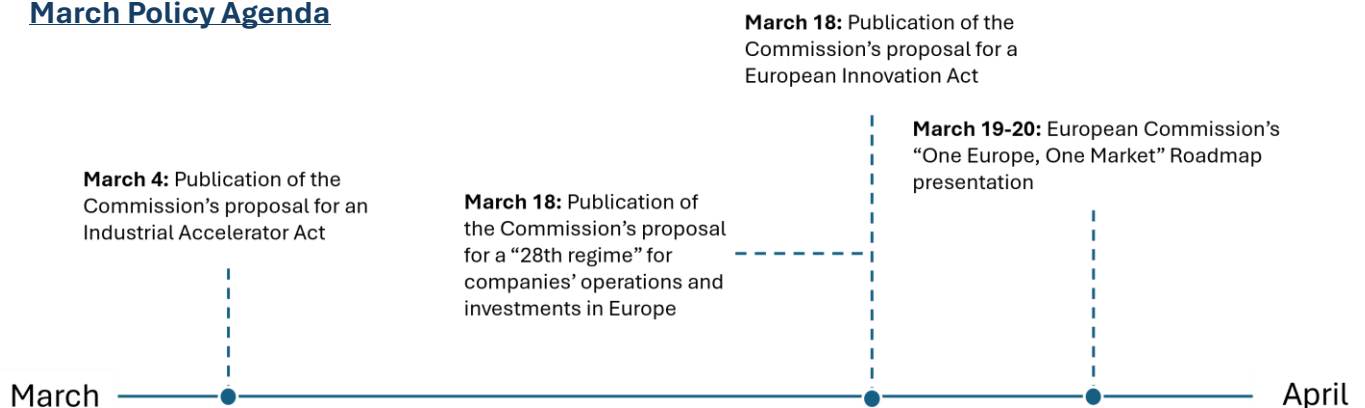 March Policy Agenda
March 18: Publication of the
Commission’s proposal for a
European Innovation Act
March 19-20: European Commission’s
“One Europe, One Market” Roadmap
presentation
March 4: Publication of the
Commission’s proposal for an
Industrial Accelerator Act
March 18: Publication of
the Commission’s proposal
for a “28th regime” for
companies’ operations and
investments in Europe
March
April